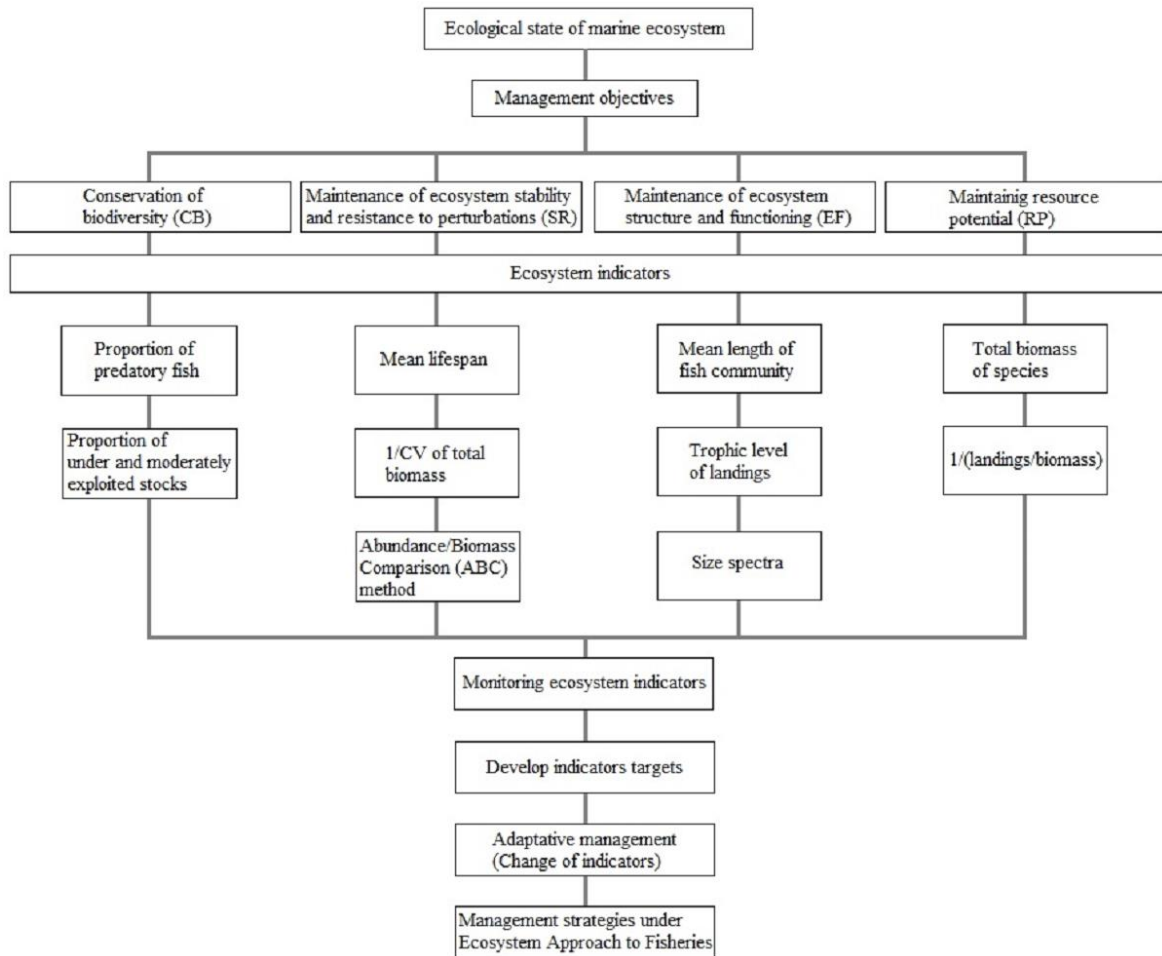 Ecological state of marine ecosystem
Management objectives
Conservation of
biodiversity (CB)
Maintenance of ecosystem stability
and resistance to perturbations (SR)
Maintenance of ecosystem
structure and functioning (EF)
Maintainig resource
potential (RP)
Ecosystem indicators
Proportion of
predatory fish
Mean lifespan
Mean length of
fish community
Total biomass
of species
Proportion of
under and moderately
exploited stocks
1/CV of total
biomass
Trophic level
of landings
1/(landings/biomass)
Abundance/Biomass
Comparison (ABC)
method
Size spectra
Monitoring ecosystem indicators
Develop indicators targets
Adaptative management
(Change of indicators)
Management strategies under
Ecosystem Approach to Fisheries